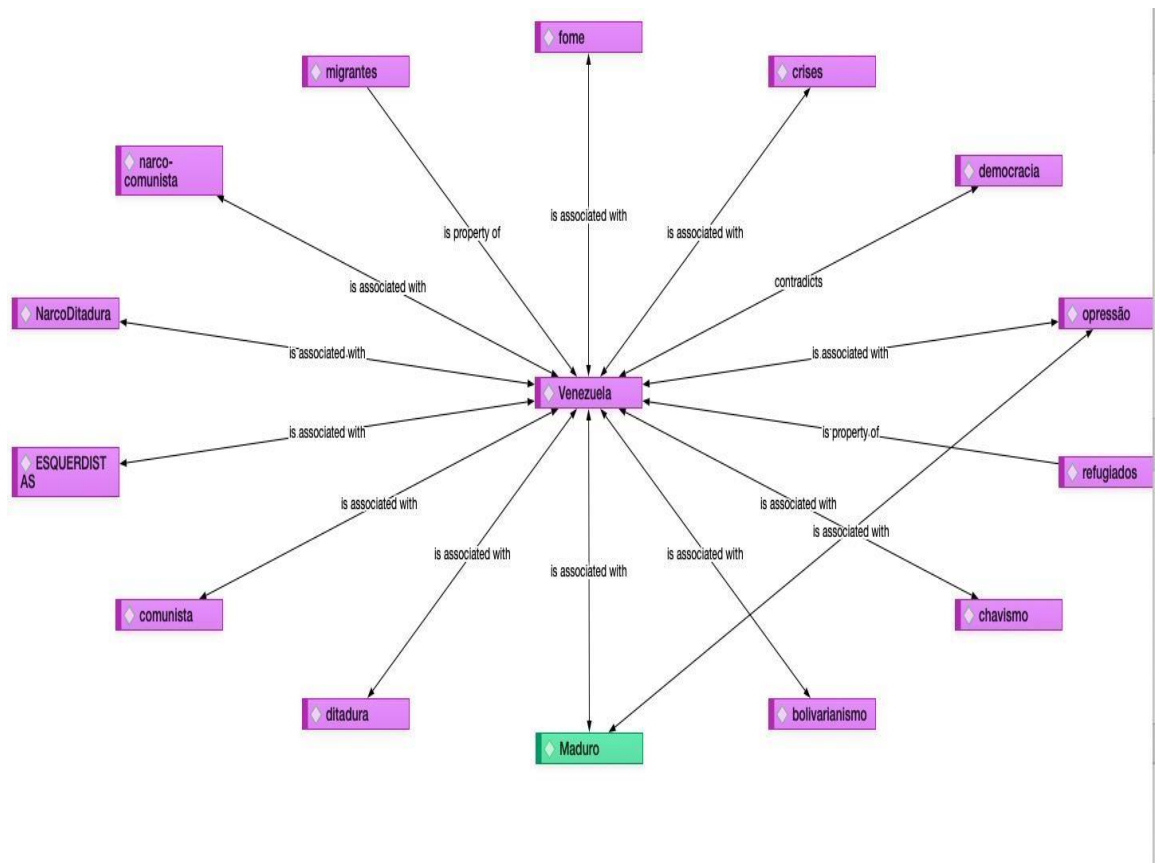 fome
migrantes
crises
narco-
comunista
democracia
is associated with
is property of
is associated with
contradicts
is associated with
NarcoDitadura
opressão
is associated with
is associated with
Venezuela
is associated with
is property of
ESQUERDIST
AS
refugiados
is associated with
is associated with
is associated with
is associated with
is associated with
is associated with
comunista
chavismo
ditadura
bolivarianismo
Maduro